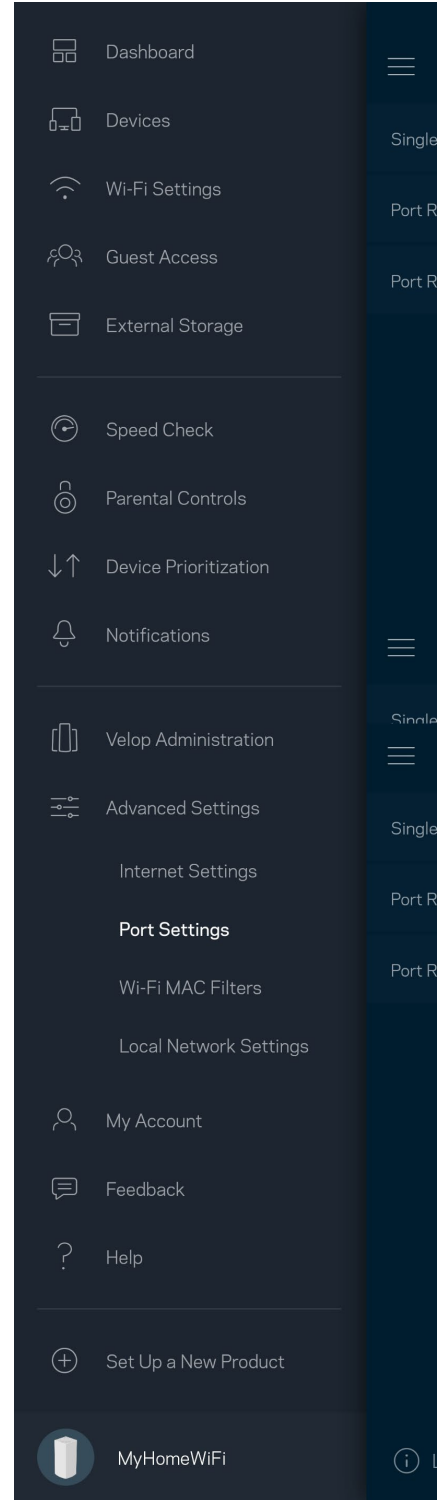 Dashboard
Devices
Wi-Fi Settings
Guest Access
External Storage
Speed Check
Parental Controls
Device Prioritization
Notifications
Velop Administration
Advanced Settings
Internet Settings
Port Settings
Wi-Fi MAC Filters
Local Network Settings
My Account
Feedback
Help
Set Up a New Product
MyHomeWiFi
Single
Port R
Port R
Single
Single
Port R
Port R
L